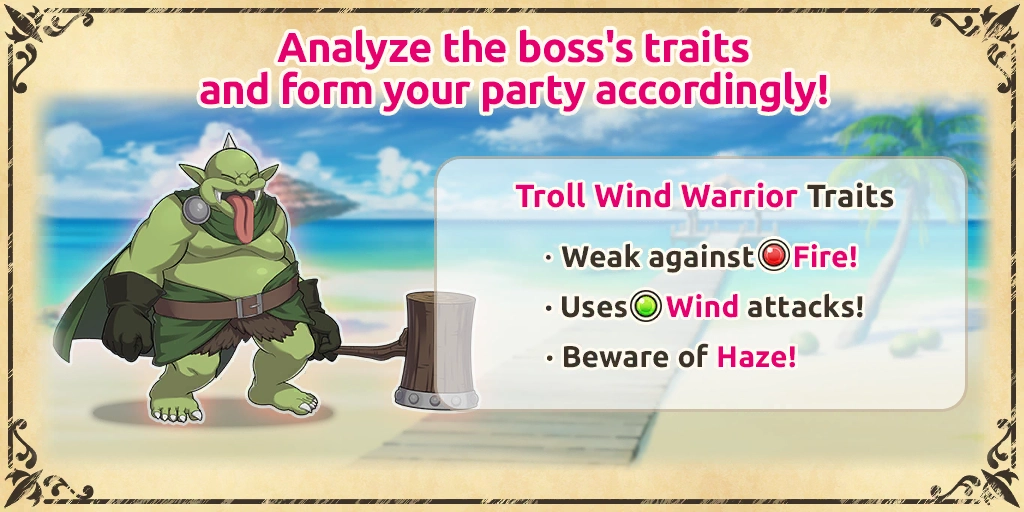 Analyze the boss's traits
and form your party accordingly!
Troll Wind Warrior Traits
· Weak against Fire!
· Uses Wind attacks!
· Beware of Haze!